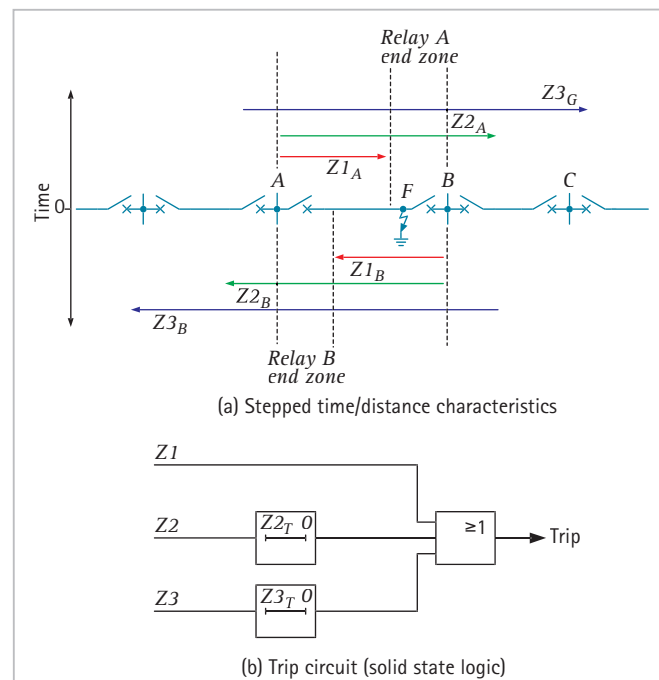 Relay A
end zone
Z3G
Z2A
Z1A
Time
0
A
F
B
C
Z1B
Z2B
Z3B
Relay B
end zone
(a) Stepped time/distance characteristics
Z1
Z2
Z2T 0
≥1
Trip
Z3
Z3T 0
(b) Trip circuit (solid state logic)